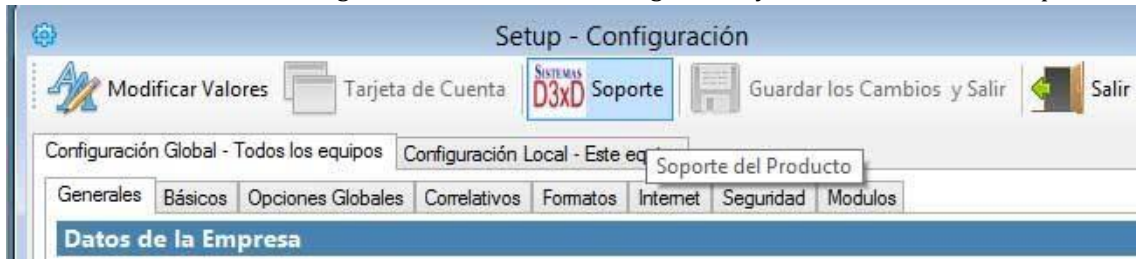 Setup - Configuración
Modificar Valores Tarjeta de Cuenta SISTEMAS D3xD Soporte Guardar los Cambios y Salir Salir
Configuración Global - Todos los equipos Configuración Local - Este
Soporte del Producto
Generales Básicos Opciones Globales Correlativos Formatos Internet Seguridad Modulos
Datos de la Empresa